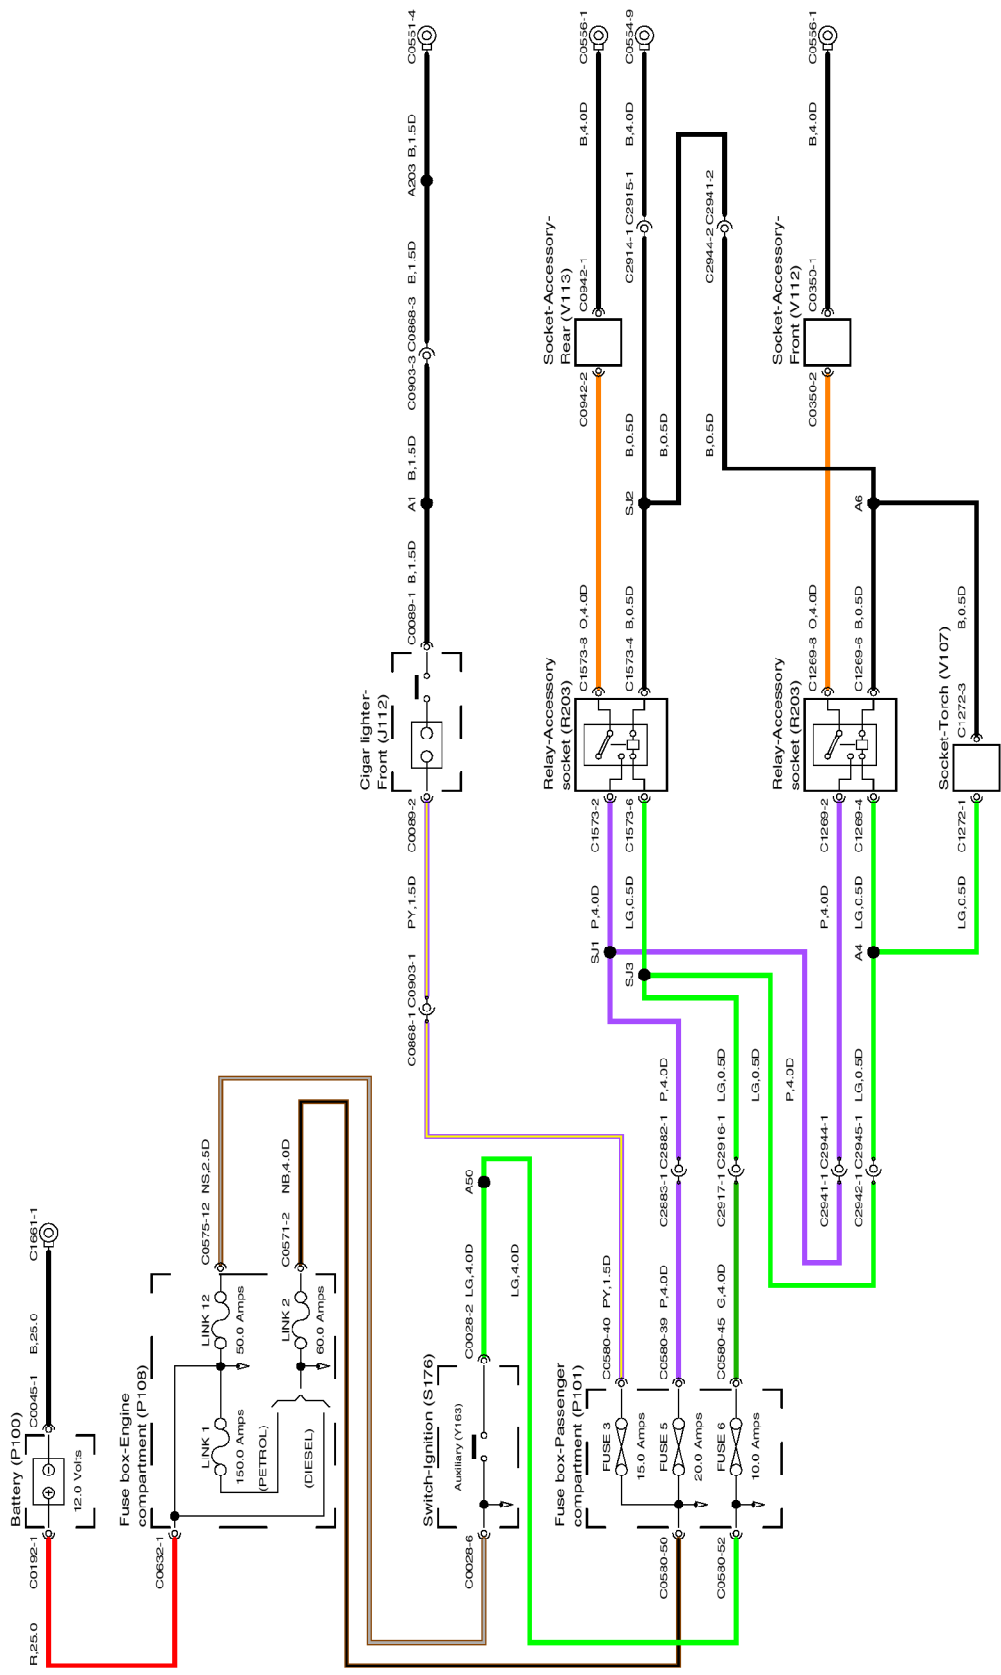 Battery (P100)
C0192-1
C0045-1
B,25.0
C1661-1
R,25.0
12.0 Volts
Fuse box-Engine
compartment (P108)
C0632-1
LINK 1
150.0 Amps
(PETROL)
(DIESEL)
LINK 12
50.0 Amps
C0575-12
NS,2.5D
LINK 2
60.0 Amps
C0571-2
NB,4.0D
Cigar lighter-
Front (J112)
C0868-1
C0903-1
PY,1.5D
C0089-2
C0089-1
B,1.5D
A1
B,1.5D
C0903-3
C0868-3
B,1.5D
A203
B,1.5D
C0551-4
Switch-Ignition (S176)
Auxiliary (Y163)
C0028-6
C0028-2
LG,4.0D
A50
LG,4.0D
Fuse box-Passenger
compartment (P101)
FUSE 3
15.0 Amps
C0580-40
PY,1.5D
FUSE 5
20.0 Amps
C0580-50
C0580-39
P,4.0D
C2883-1
C2882-1
P,4.0D
FUSE 6
10.0 Amps
C0580-52
C0580-45
G,4.0D
C2917-1
C2916-1
LG,0.5D
LG,0.5D
P,4.0D
Relay-Accessory
socket (R203)
SJ1
P,4.0D
C1573-2
C1573-8
O,4.0D
SJ3
LG,0.5D
C1573-6
C1573-4
B,0.5D
SJ2
B,0.5D
B,0.5D
C2914-1
C2915-1
B,4.0D
C0554-9
Socket-Accessory-
Rear (V113)
C0942-2
C0942-1
B,4.0D
C0556-1
B,0.5D
C2944-2
C2941-2
Relay-Accessory
socket (R203)
C2941-1
C2944-1
P,4.0D
C1269-2
C1269-8
O,4.0D
C2942-1
C2945-1
LG,0.5D
A4
LG,0.5D
C1269-4
C1269-6
B,0.5D
A6
Socket-Accessory-
Front (V112)
C0350-2
C0350-1
B,4.0D
C0556-1
Socket-Torch (V107)
LG,0.5D
C1272-1
C1272-3
B,0.5D